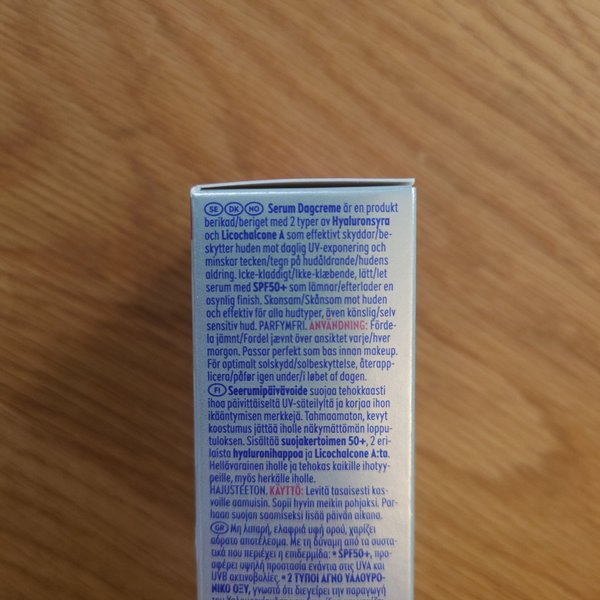 SE DK NO Serum Dagcreme är en produkt
berikad/beriget med 2 typer av Hyaluronsyra
och Licochalcone A som effektivt skyddar/be-
skytter huden mot daglig UV-exponering och
minskar tecken/tegn på hudåldrande/hudens
aldring. Icke-kladdigt/Ikke-klæbende, lätt/let
serum med SPF50+ som lämnar/efterlader en
osynlig finish. Skonsam/Skånsom mot huden
och effektiv för alla hudtyper, även känslig/selv
sensitiv hud. PARFYMFRI. ANVÄNDNING: Förde-
la jämnt/Fordel jævnt över ansiktet varje/hver
morgon. Passar perfekt som bas innan makeup.
För optimalt solskydd/solbeskyttelse, återapp-
licera/påfør igen under/i løbet af dagen.
FI Seerumipäivävoide suojaa tehokkaasti
ihoa päivittäiseltä UV-säteilyltä ja korjaa ihon
ikääntymisen merkkejä. Tahmaamaton, kevyt
koostumus jättää iholle näkymättömän loppu-
tuloksen. Sisältää suojakertoimen 50+, 2 eri-
laista hyaluronihappoa ja Licochalcone A:ta.
Hellävarainen iholle ja tehokas kaikille ihotyy-
peille, myös herkälle iholle.
HAJUSTEETON. KÄYTTÖ: Levitä tasaisesti kas-
voille aamuisin. Sopii hyvin meikin pohjaksi. Par-
haan suojan saamiseksi lisää päivän aikana.
GR Μη λιπαρή, ελαφριά υφή ορού, χαρίζει
αόρατο αποτέλεσμα. Με τη δύναμη από τα συστα-
τικά που περιέχει η επιδερμίδα: • SPF50+, προ-
σφέρει υψηλή προστασία ενάντια στις UVA και
UVB ακτινοβολίες. • 2 ΤΥΠΟΙ ΑΓΝΟ ΥΑΛΟΥΡΟ-
ΝΙΚΟ ΟΞΥ, γνωστό ότι διεγείρει την παραγωγή